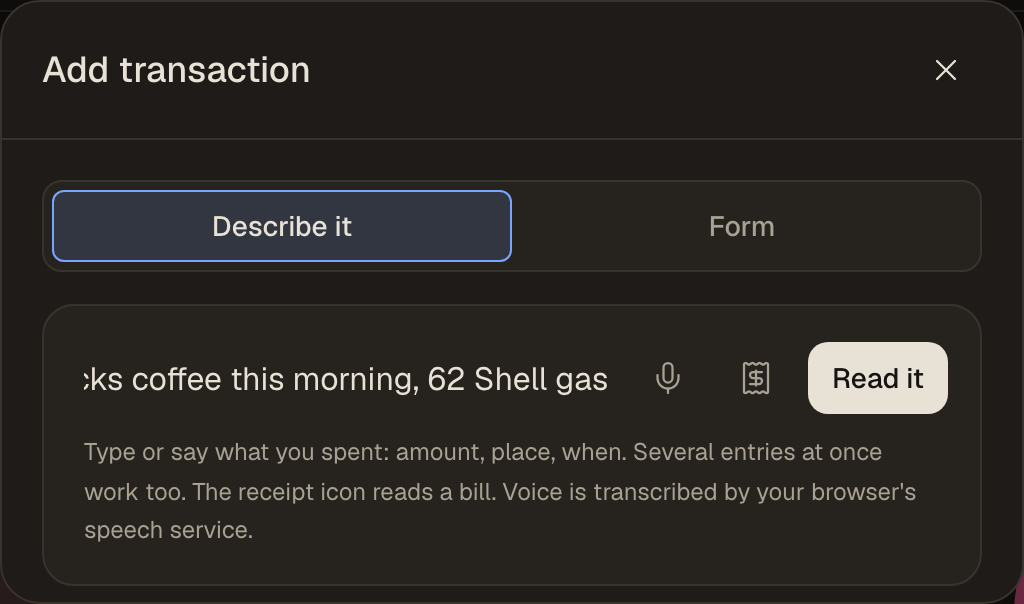 Add transaction
Describe it
Form
cks coffee this morning, 62 Shell gas
Read it
Type or say what you spent: amount, place, when. Several entries at once
work too. The receipt icon reads a bill. Voice is transcribed by your browser's
speech service.